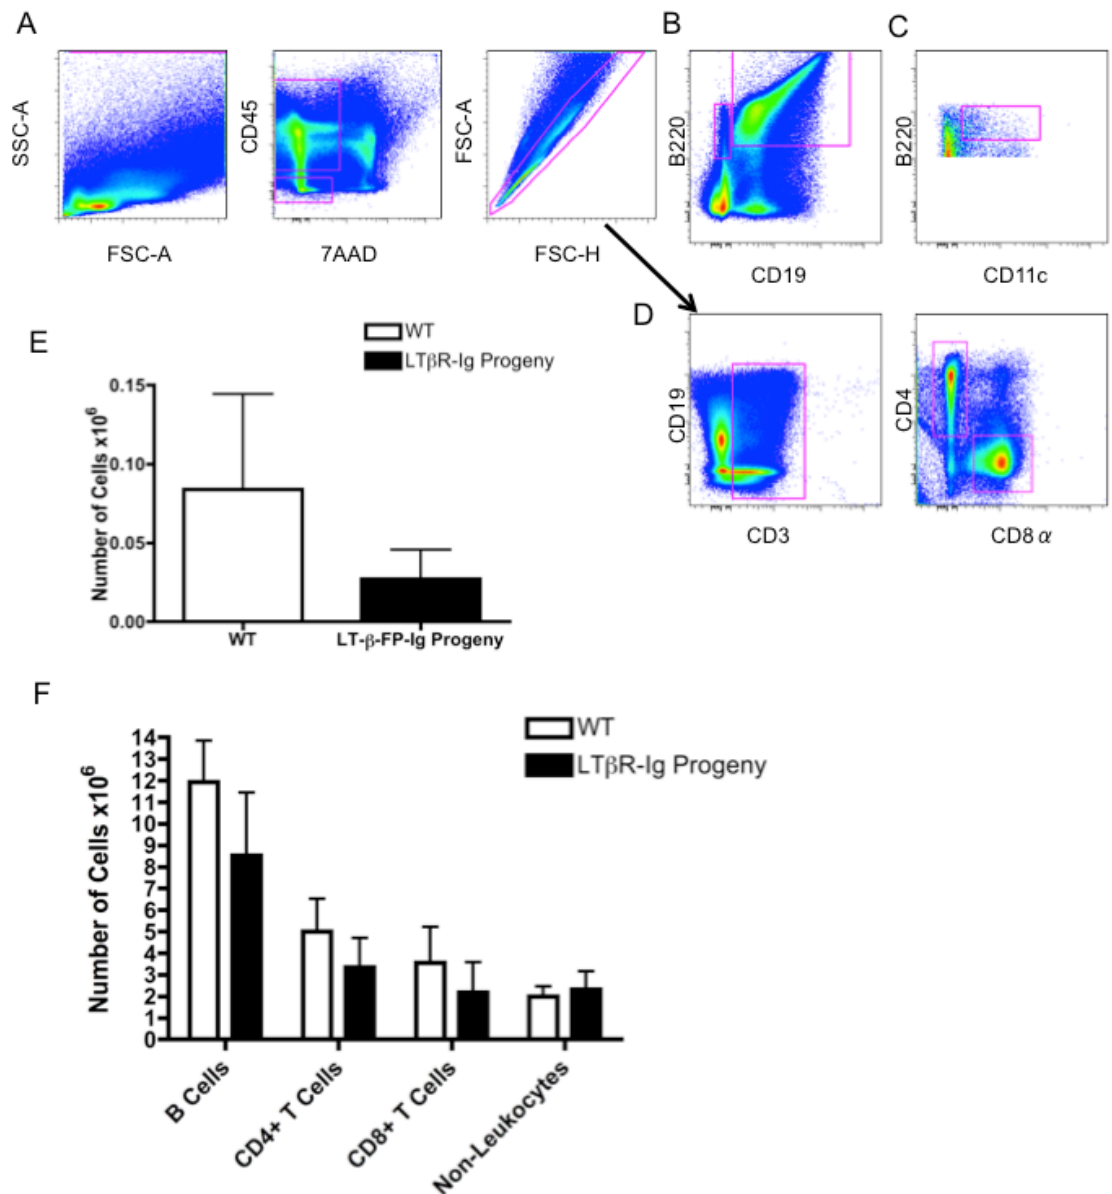 A
SSC-A
FSC-A
CD45
7AAD
FSC-A
FSC-H
B
B220
CD19
C
B220
CD11c
D
CD19
CD3
CD4
CD8 α
E
WT
LTβR-Ig Progeny
Number of Cells x10⁶
0.15
0.10
0.05
0.00
WT
LT-β-FP-Ig Progeny
F
WT
LTβR-Ig Progeny
Number of Cells x10⁶
14
13
12
11
10
9
8
7
6
5
4
3
2
1
0
B Cells
CD4+ T Cells
CD8+ T Cells
Non-Leukocytes